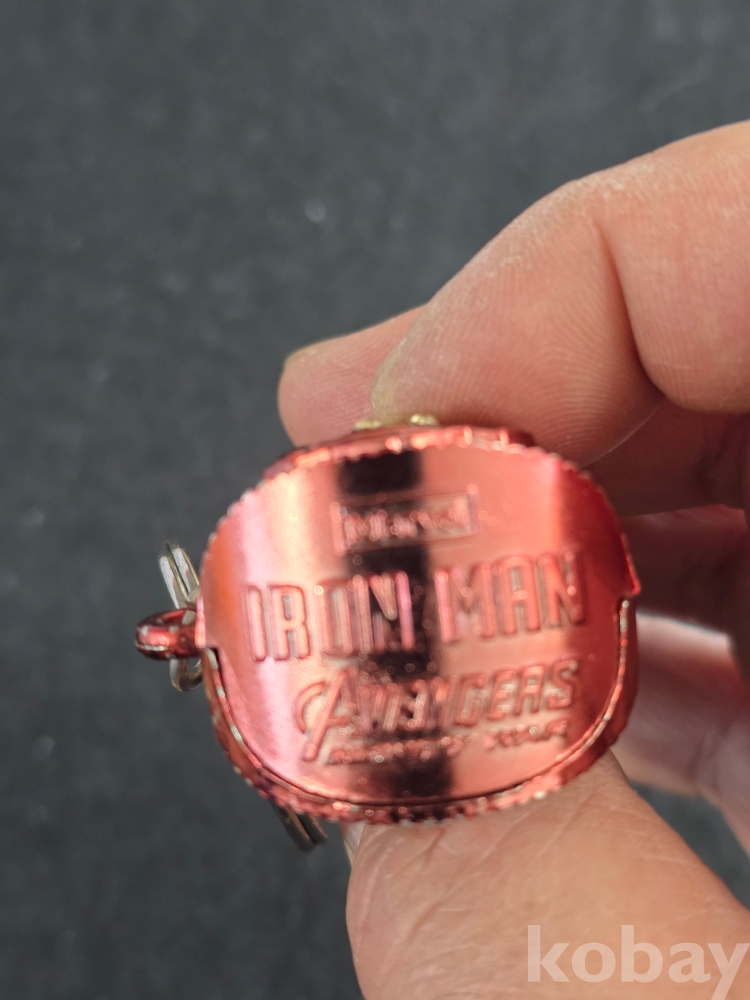 MARVEL
IRON MAN
AVENGERS
INFINITY WAR
kobay